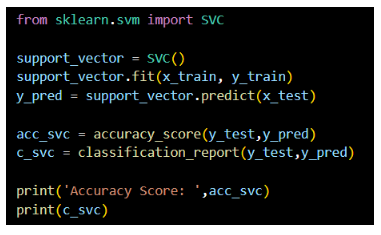 from sklearn.svm import SVC
support_vector = SVC()
support_vector.fit(x_train, y_train)
y_pred = support_vector.predict(x_test)
acc_svc = accuracy_score(y_test,y_pred)
c_svc = classification_report(y_test,y_pred)
print('Accuracy Score: ',acc_svc)
print(c_svc)